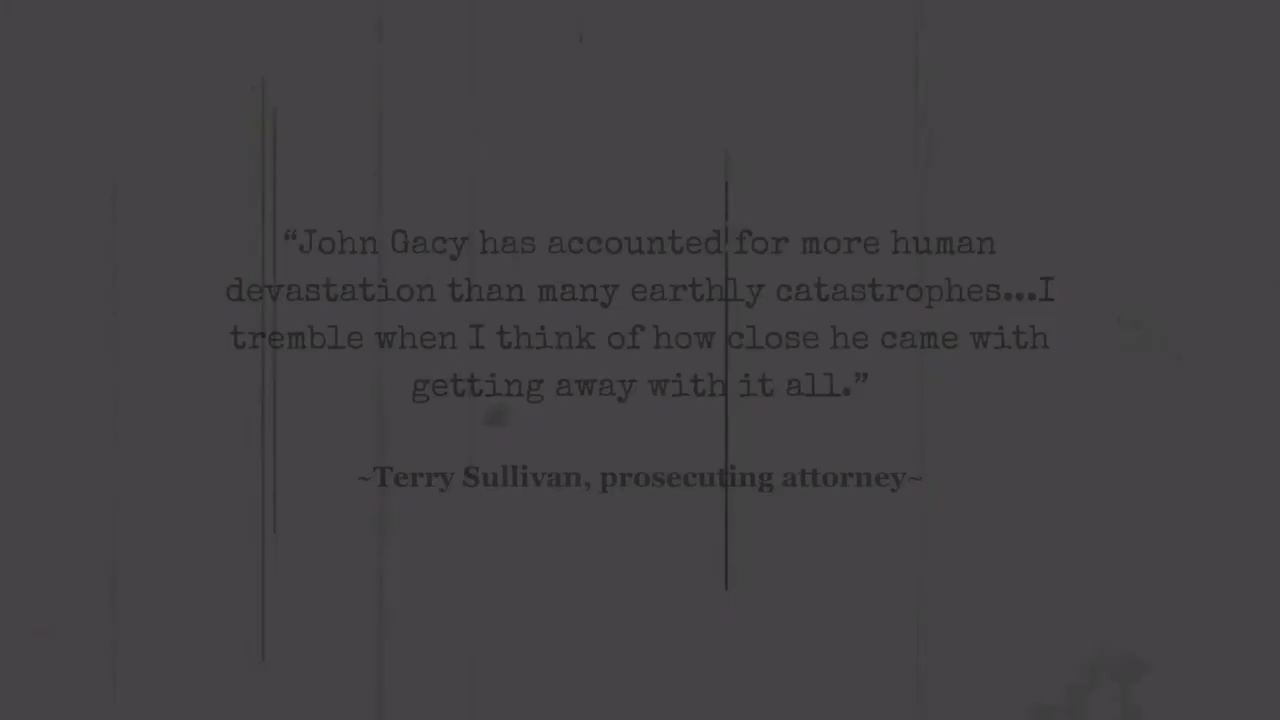 “John Gacy has accounted for more human
devastation than many earthly catastrophes...I
tremble when I think of how close he came with
getting away with it all.”
~Terry Sullivan, prosecuting attorney~